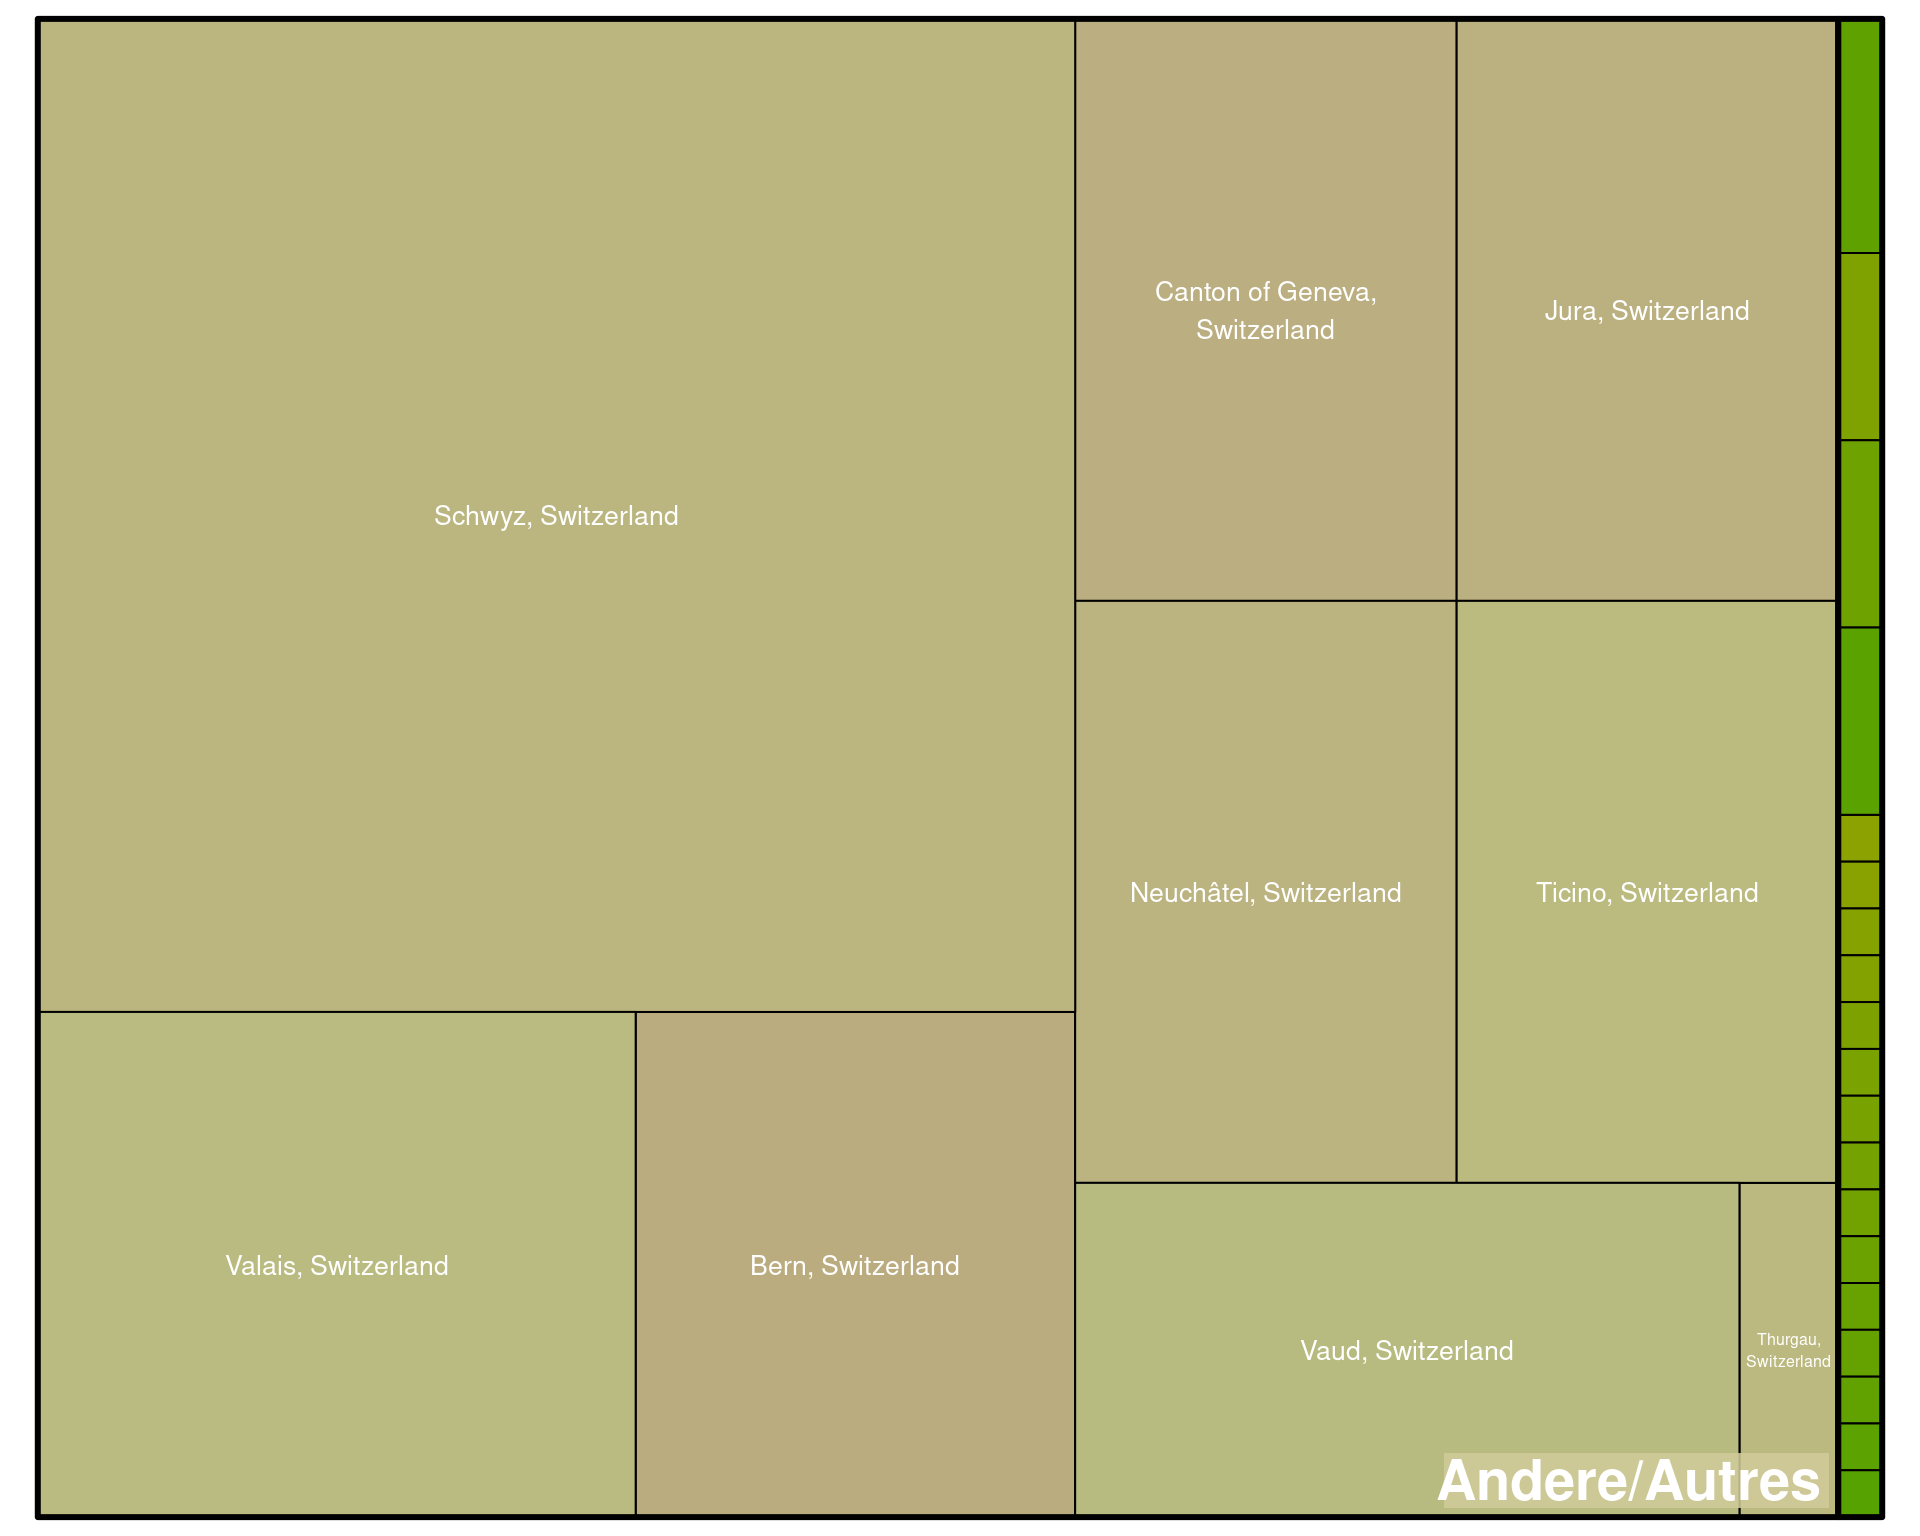 Canton of Geneva,
Switzerland
Jura, Switzerland
Schwyz, Switzerland
Neuchâtel, Switzerland
Ticino, Switzerland
Valais, Switzerland
Bern, Switzerland
Vaud, Switzerland
Thurgau,
Switzerland
Andere/Autres